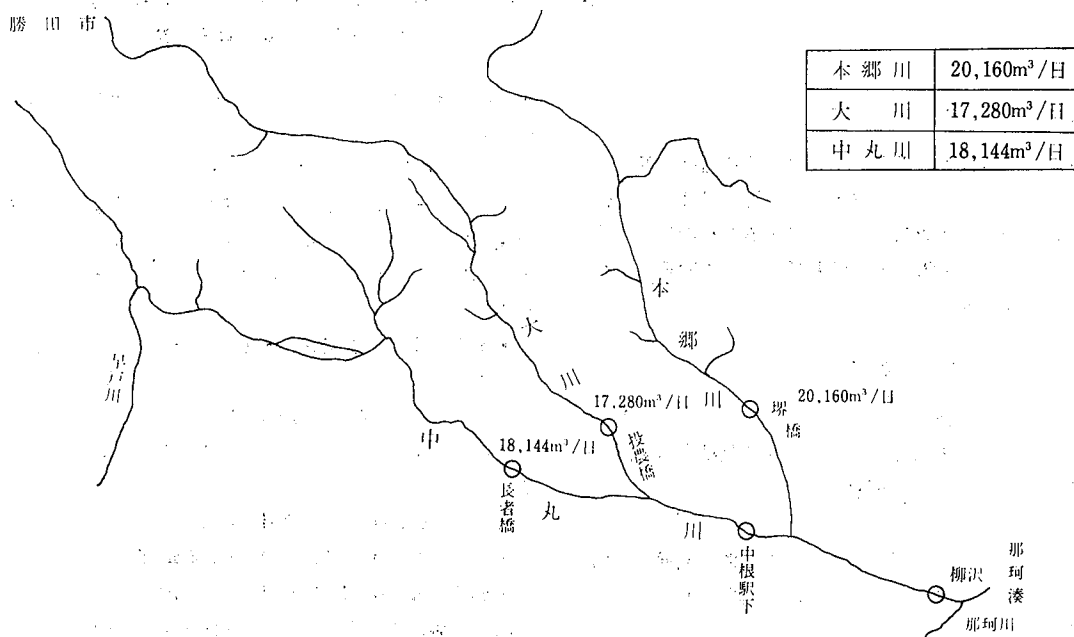 勝田市
本郷川 20,160m³/日
大川 17,280m³/日
中丸川 18,144m³/日
早戸川
大川
本郷川
17,280m³/日
投農橋
20,160m³/日
堺橋
18,144m³/日
長者橋
中丸川
中根駅下
柳沢
那珂湊
那珂川